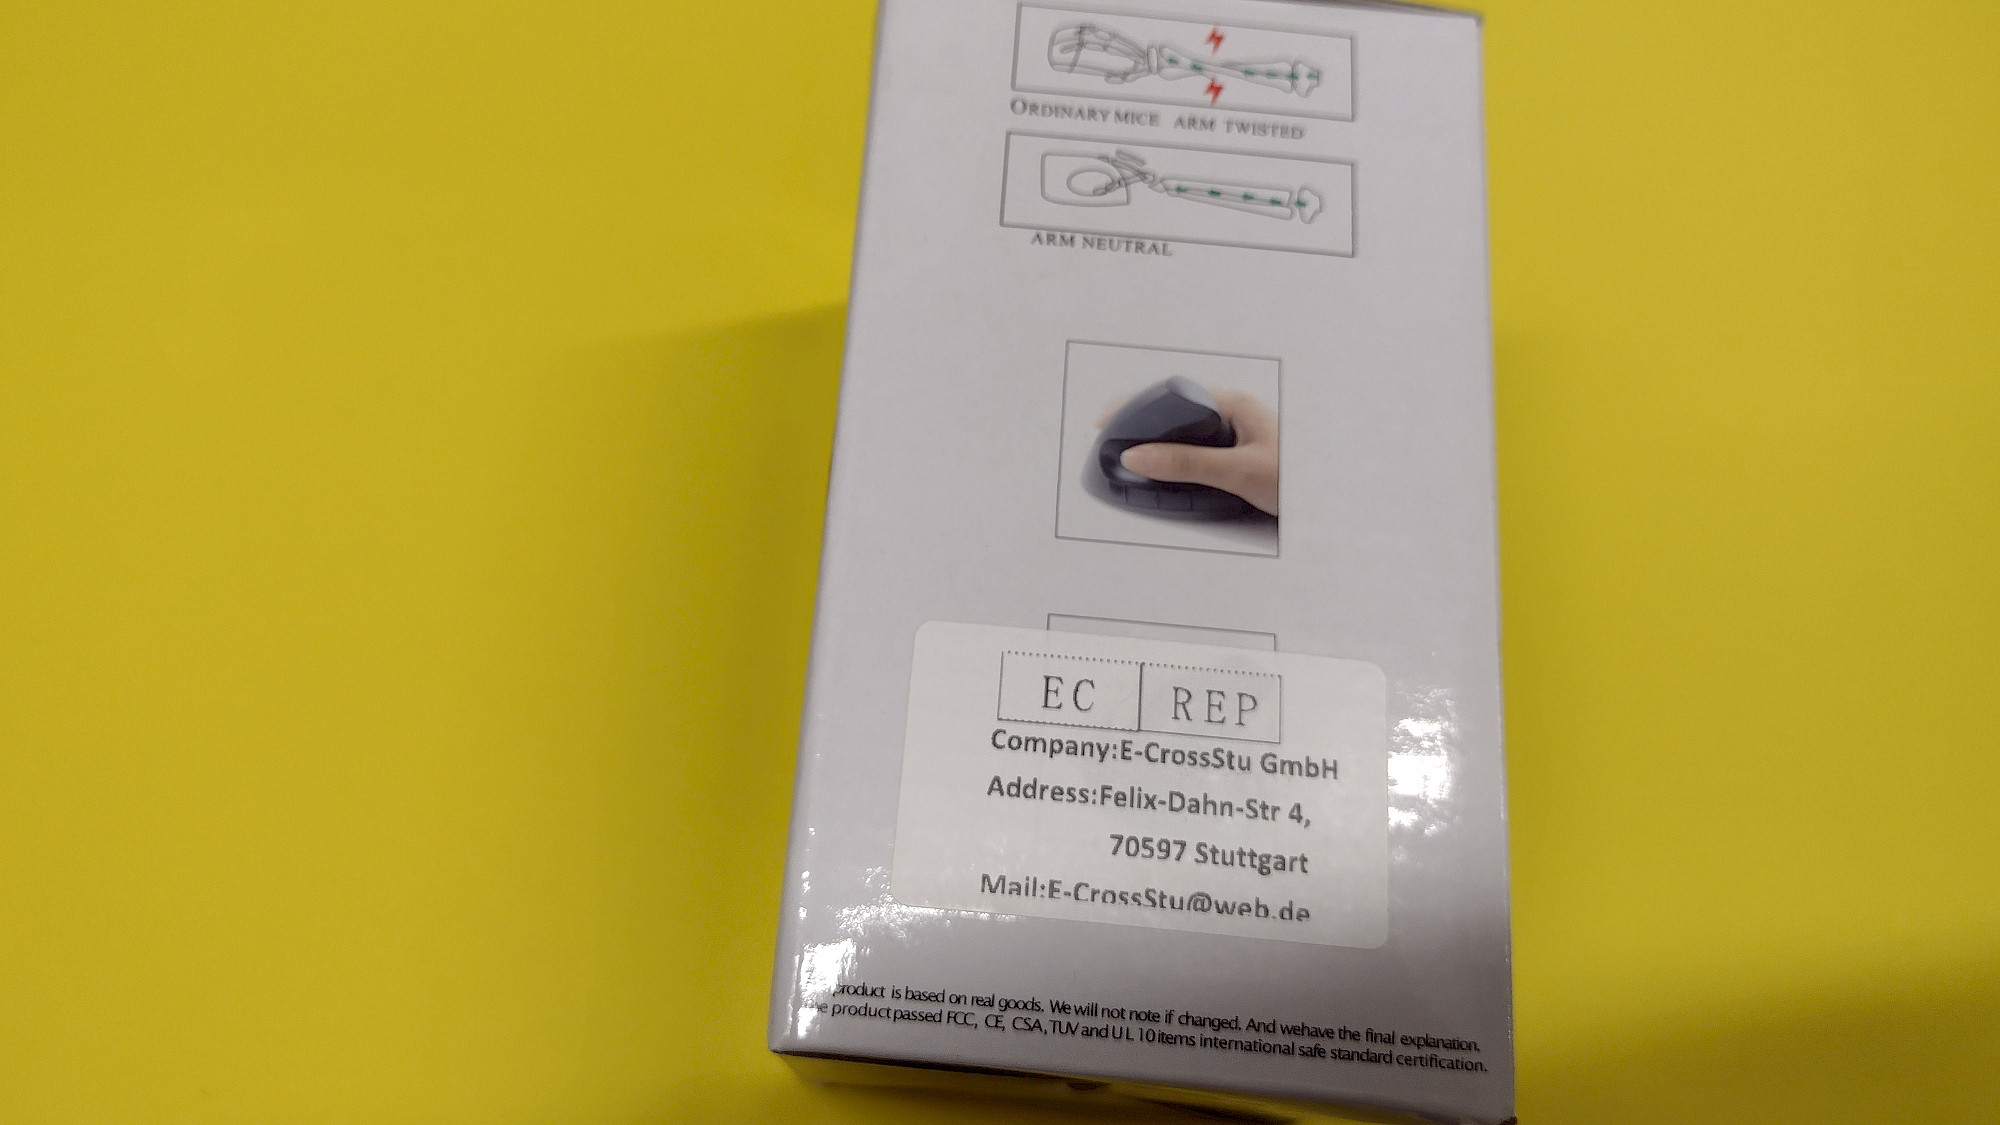 ORDINARY MICE ARM TWISTED
ARM NEUTRAL
EC REP
Company:E-CrossStu GmbH
Address:Felix-Dahn-Str 4,
70597 Stuttgart
Mail:E-CrossStu@web.de
product is based on real goods. We will not note if changed. And wehave the final explanation.
product passed FCC, CE, CSA, TUV and UL 10 items international safe standard certification.